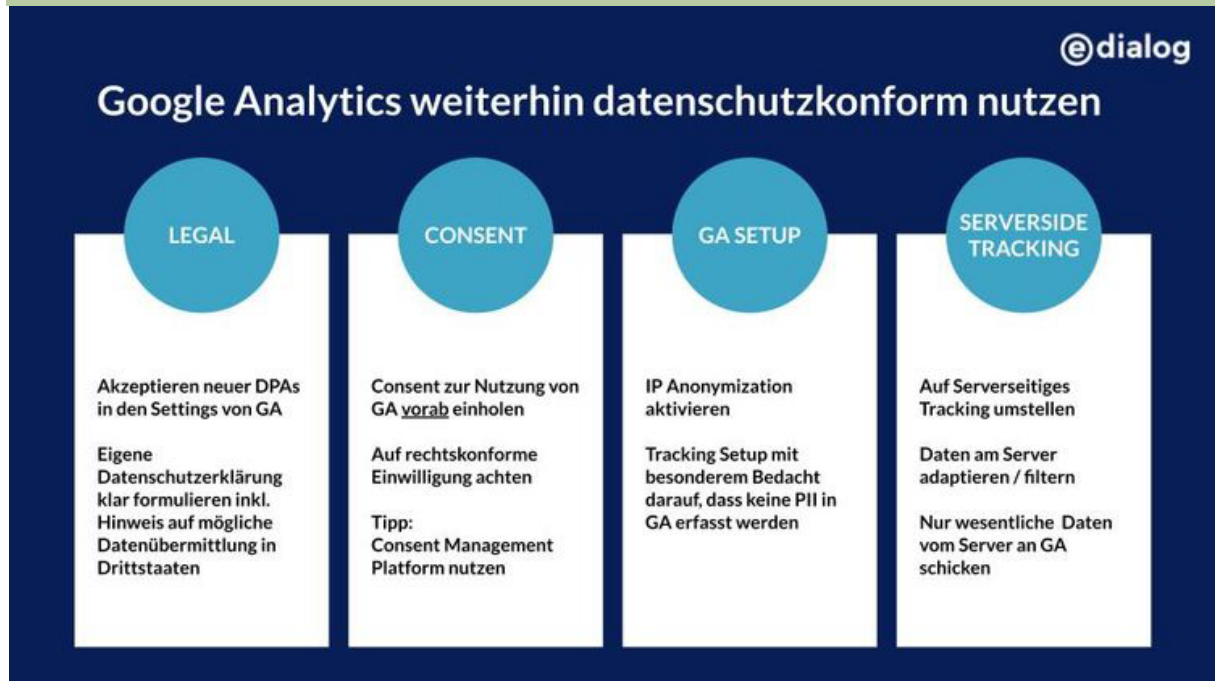 edialog
Google Analytics weiterhin datenschutzkonform nutzen
LEGAL
Akzeptieren neuer DPAs
in den Settings von GA
Eigene
Datenschutzerklärung
klar formulieren inkl.
Hinweis auf mögliche
Datenübermittlung in
Drittstaaten
CONSENT
Consent zur Nutzung von
GA vorab einholen
Auf rechtskonforme
Einwilligung achten
Tipp:
Consent Management
Platform nutzen
GA SETUP
IP Anonymization
aktivieren
Tracking Setup mit
besonderem Bedacht
darauf, dass keine PII in
GA erfasst werden
SERVERSIDE
TRACKING
Auf Serverseitiges
Tracking umstellen
Daten am Server
adaptieren / filtern
Nur wesentliche Daten
vom Server an GA
schicken